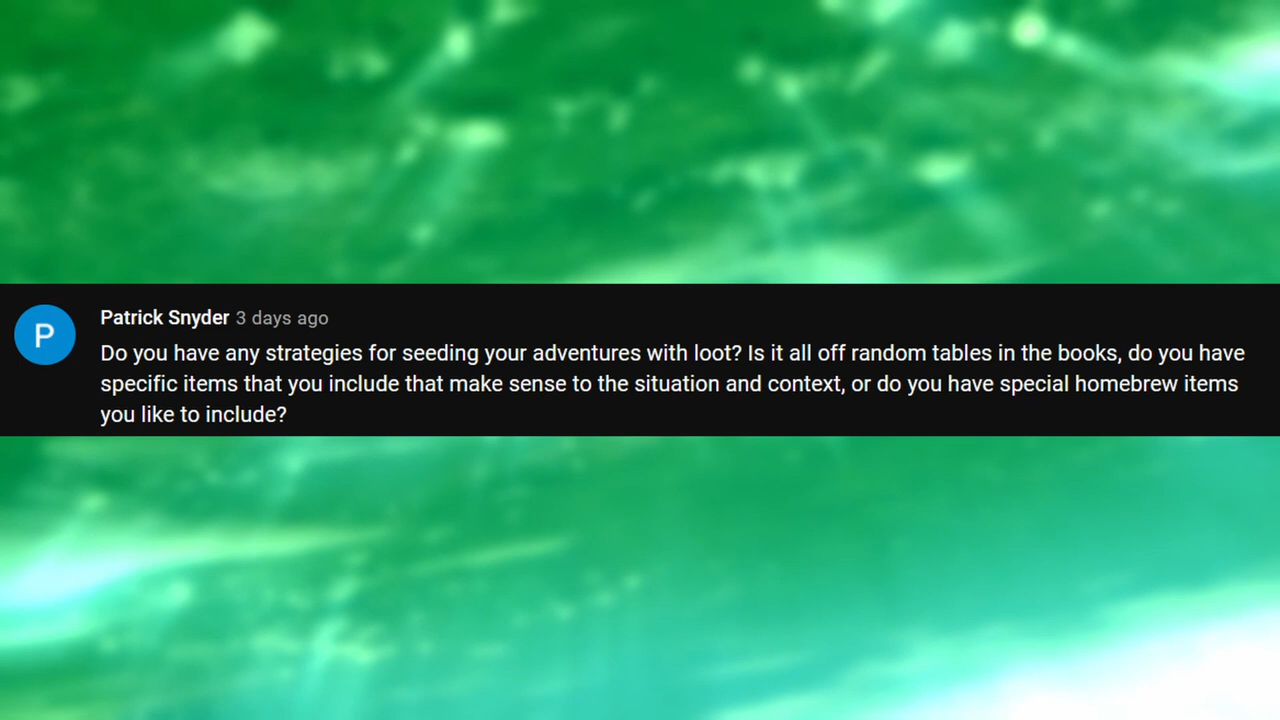 P
Patrick Snyder 3 days ago
Do you have any strategies for seeding your adventures with loot? Is it all off random tables in the books, do you have
specific items that you include that make sense to the situation and context, or do you have special homebrew items
you like to include?